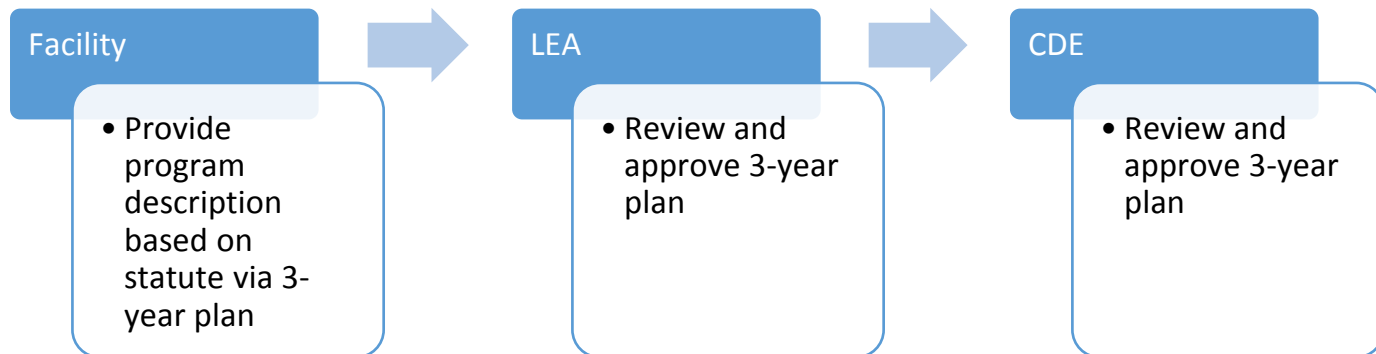 Facility
• Provide
program
description
based on
statute via 3-
year plan
LEA
• Review and
approve 3-year
plan
CDE
• Review and
approve 3-year
plan